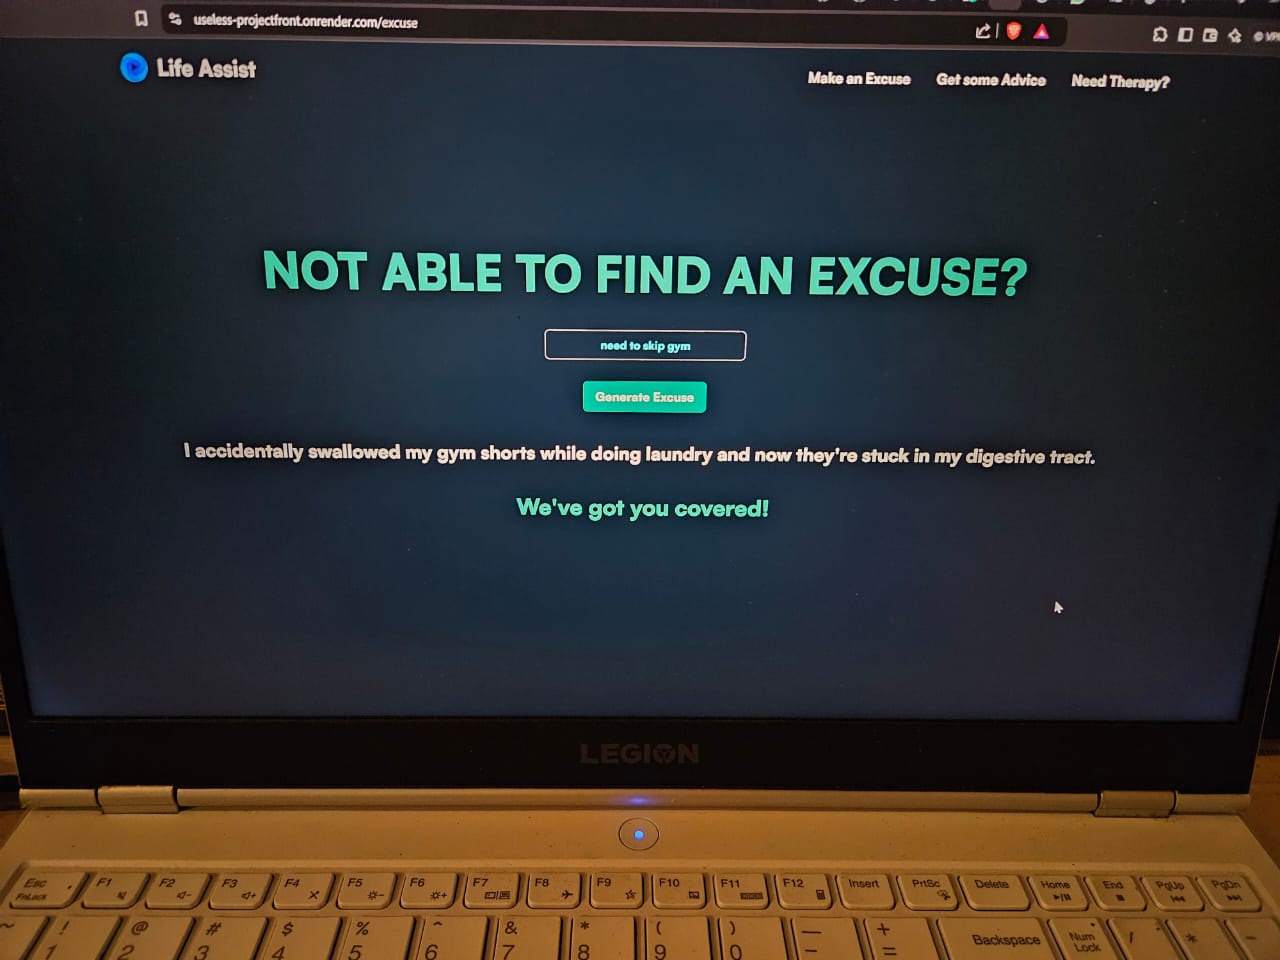 useless-projectfront.onrender.com/excuse
Life Assist
Make an Excuse Get some Advice Need Therapy?
NOT ABLE TO FIND AN EXCUSE?
need to skip gym
Generate Excuse
I accidentally swallowed my gym shorts while doing laundry and now they're stuck in my digestive tract.
We've got you covered!
LEGION
Esc F1 F2 F3 F4 F5 F6 F7 F8 F9 F10 F11 F12 Insert PrtSc Delete Home End PgUp PgDn
FnLock
~ ! @ # $ % ^ & * ( ) — +
1 2 3 4 5 6 7 8 9 0 - = Backspace Num Lock / * -